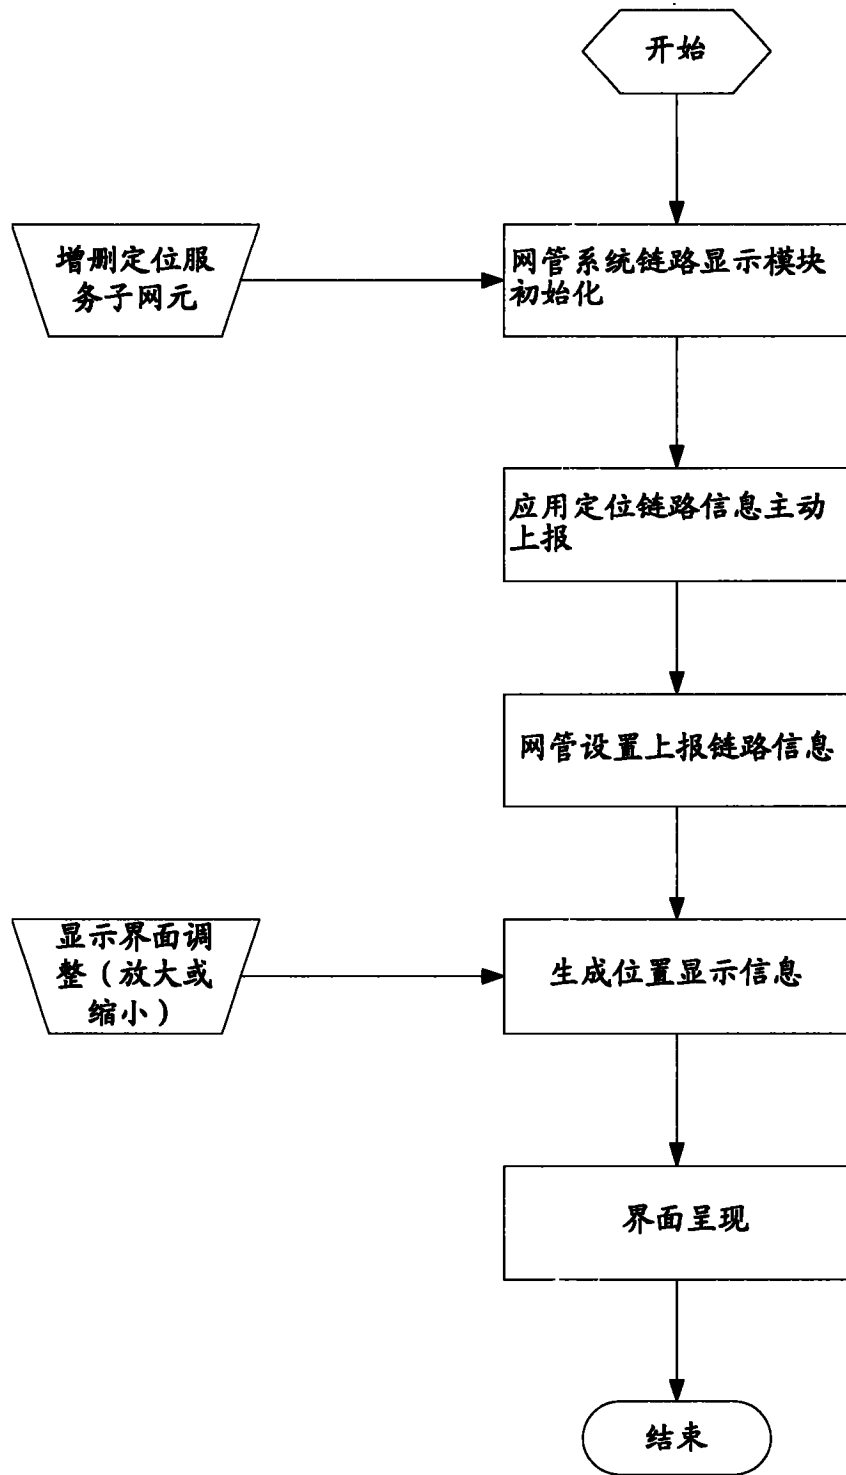 开始
增删定位服
务子网元
网管系统链路显示模块
初始化
应用定位链路信息主动
上报
网管设置上报链路信息
显示界面调
整（放大或
缩小）
生成位置显示信息
界面呈现
结束